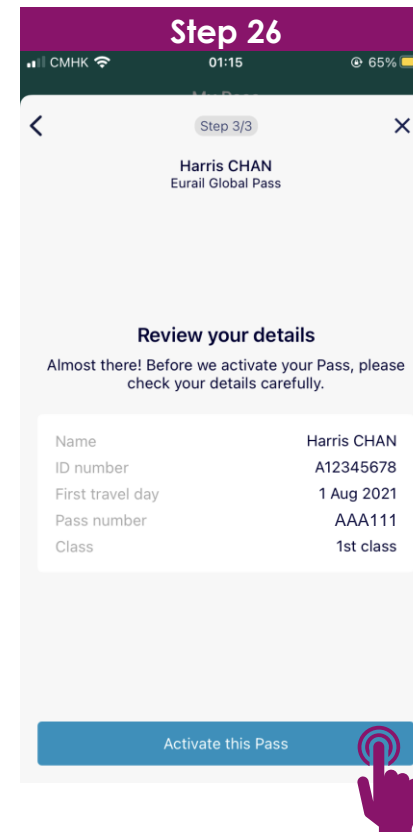 Step 26
CMHK 01:15 65%
Step 3/3
Harris CHAN
Eurail Global Pass
Review your details
Almost there! Before we activate your Pass, please
check your details carefully.
Name Harris CHAN
ID number A12345678
First travel day 1 Aug 2021
Pass number AAA111
Class 1st class
Activate this Pass